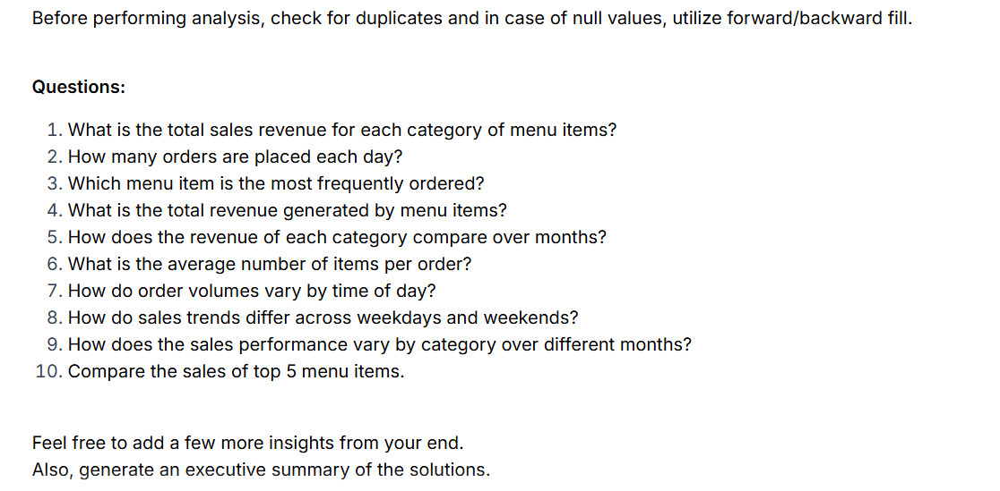 Before performing analysis, check for duplicates and in case of null values, utilize forward/backward fill.
Questions:
1. What is the total sales revenue for each category of menu items?
2. How many orders are placed each day?
3. Which menu item is the most frequently ordered?
4. What is the total revenue generated by menu items?
5. How does the revenue of each category compare over months?
6. What is the average number of items per order?
7. How do order volumes vary by time of day?
8. How do sales trends differ across weekdays and weekends?
9. How does the sales performance vary by category over different months?
10. Compare the sales of top 5 menu items.
Feel free to add a few more insights from your end.
Also, generate an executive summary of the solutions.